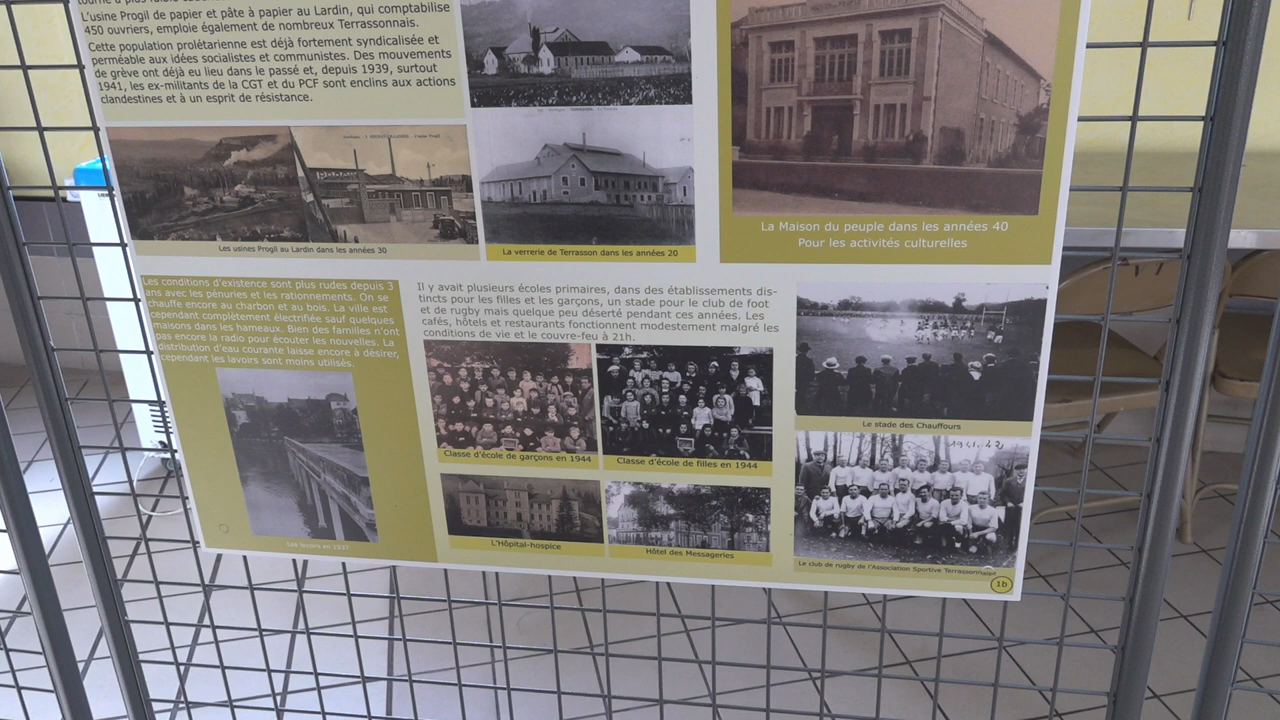 L'usine Progil de papier et pâte à papier au Lardin, qui comptabilise
450 ouvriers, emploie également de nombreux Terrassonnais.
Cette population prolétarienne est déjà fortement syndicalisée et
perméable aux idées socialistes et communistes. Des mouvements
de grève ont déjà eu lieu dans le passé et, depuis 1939, surtout
1941, les ex-militants de la CGT et du PCF sont enclins aux actions
clandestines et à un esprit de résistance.
Les usines Progil au Lardin dans les années 30
La verrerie de Terrasson dans les années 20
La Maison du peuple dans les années 40
Pour les activités culturelles
Les conditions d'existence sont plus rudes depuis 3
ans avec les pénuries et les rationnements. On se
chauffe encore au charbon et au bois. La ville est
cependant complètement électrifiée sauf quelques
maisons dans les hameaux. Bien des familles n'ont
pas encore la radio pour écouter les nouvelles. La
distribution d'eau courante laisse encore à désirer,
cependant les lavoirs sont moins utilisés.
Les lavoirs en 1937
Il y avait plusieurs écoles primaires, dans des établissements dis-
tincts pour les filles et les garçons, un stade pour le club de foot
et de rugby mais quelque peu déserté pendant ces années. Les
cafés, hôtels et restaurants fonctionnent modestement malgré les
conditions de vie et le couvre-feu à 21h.
Classe d'école de garçons en 1944
Classe d'école de filles en 1944
L'Hôpital-hospice
Hôtel des Messageries
Le stade des Chauffours
Le club de rugby de l'Association Sportive Terrassonnaise
1b